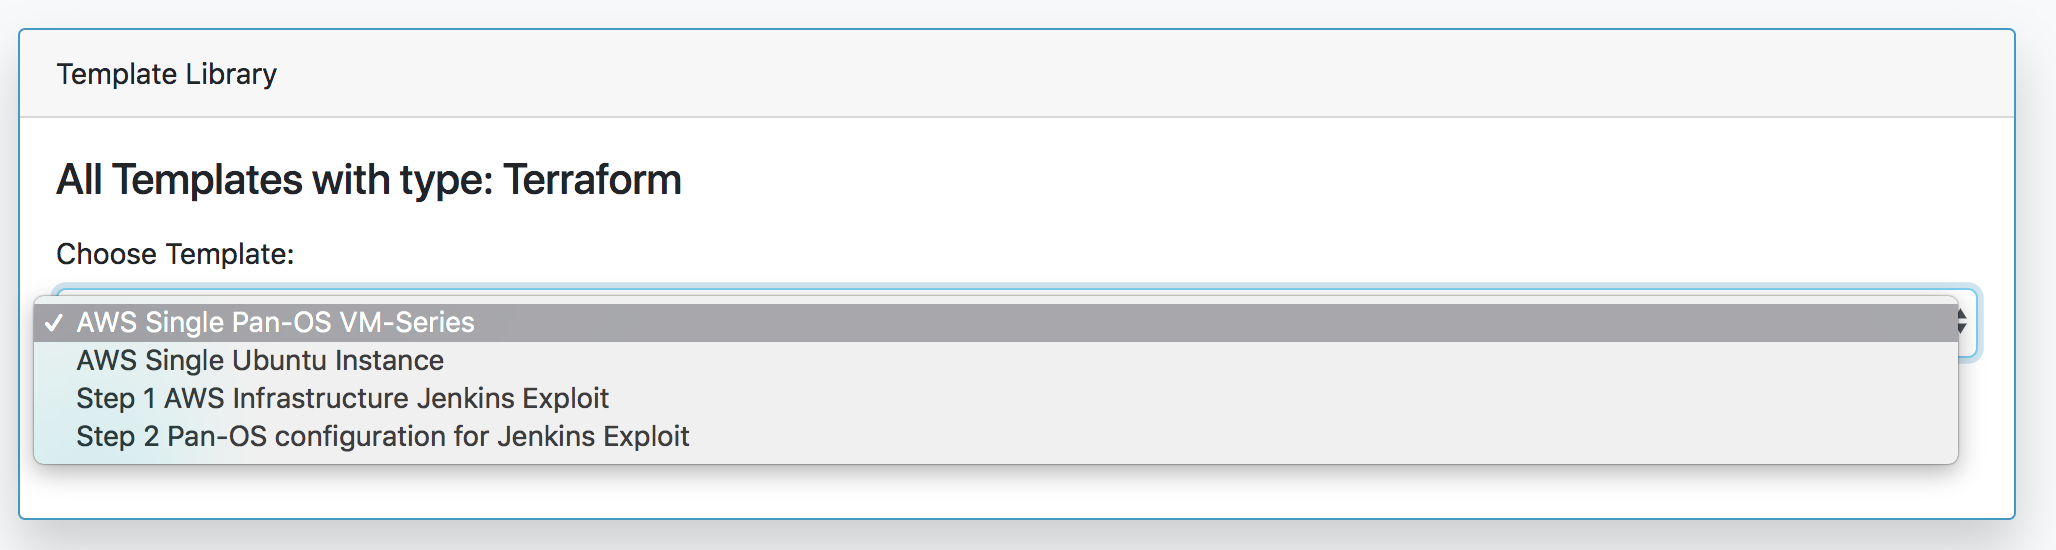 Template Library
All Templates with type: Terraform
Choose Template:
✓ AWS Single Pan-OS VM-Series
AWS Single Ubuntu Instance
Step 1 AWS Infrastructure Jenkins Exploit
Step 2 Pan-OS configuration for Jenkins Exploit